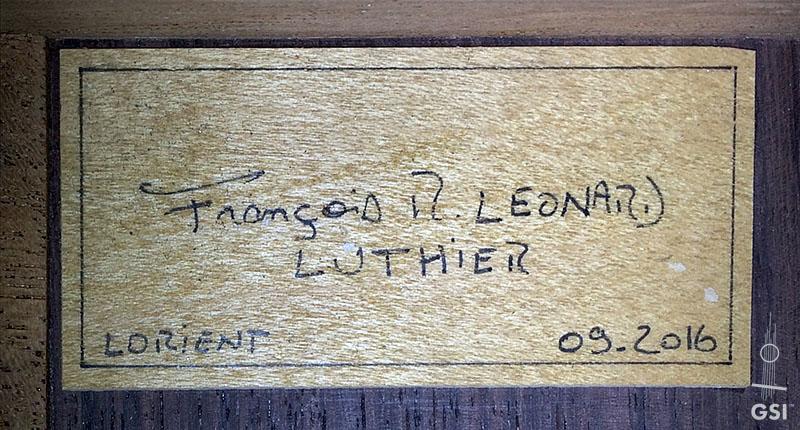 François R. LEONARD
LUTHIER
LORIENT
09.2016
GSI